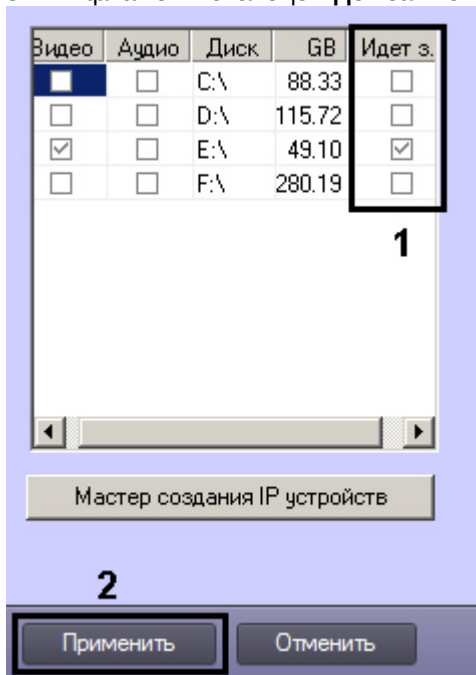 Видео Аудио Диск GB Идет з.
C:\ 88.33
D:\ 115.72
E:\ 49.10
F:\ 280.19
1
Мастер создания IP устройств
2
Применить Отменить